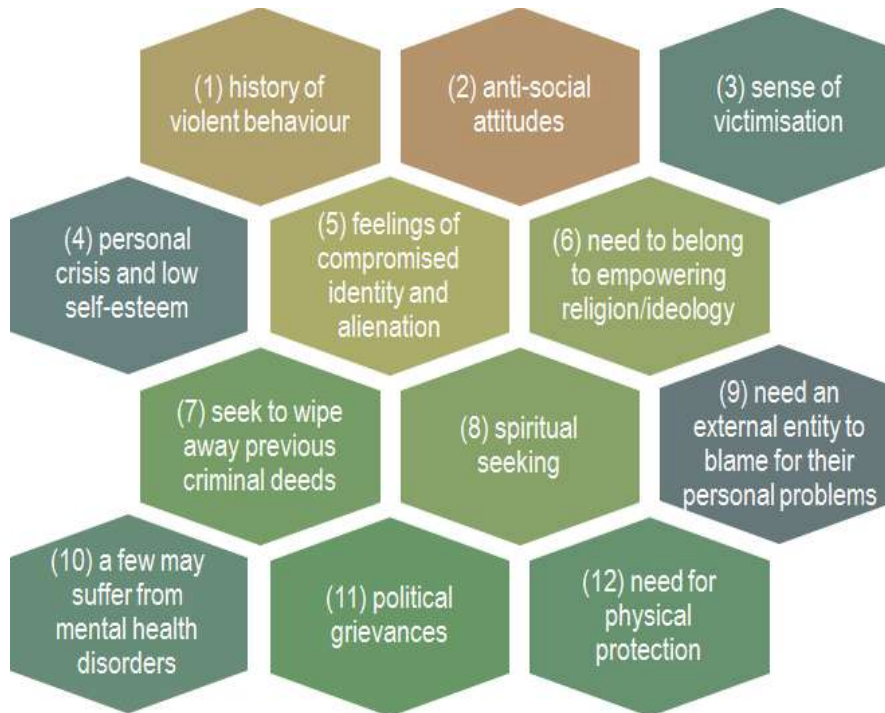 (1) history of
violent behaviour
(2) anti-social
attitudes
(3) sense of
victimisation
(4) personal
crisis and low
self-esteem
(5) feelings of
compromised
identity and
alienation
(6) need to belong
to empowering
religion/ideology
(7) seek to wipe
away previous
criminal deeds
(8) spiritual
seeking
(9) need an
external entity to
blame for their
personal problems
(10) a few may
suffer from
mental health
disorders
(11) political
grievances
(12) need for
physical
protection